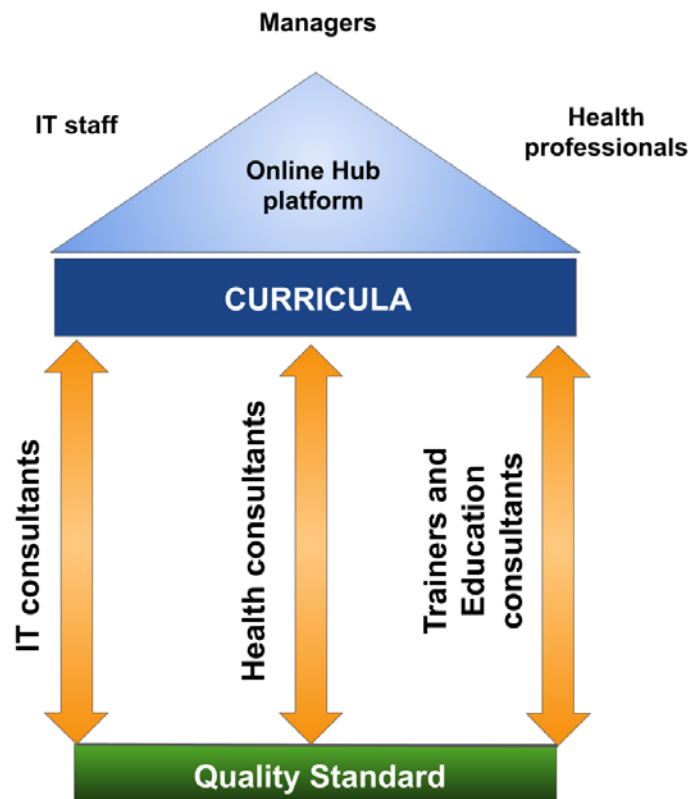 Managers
IT staff
Health
professionals
Online Hub
platform
CURRICULA
IT consultants
Health consultants
Trainers and
Education
consultants
Quality Standard